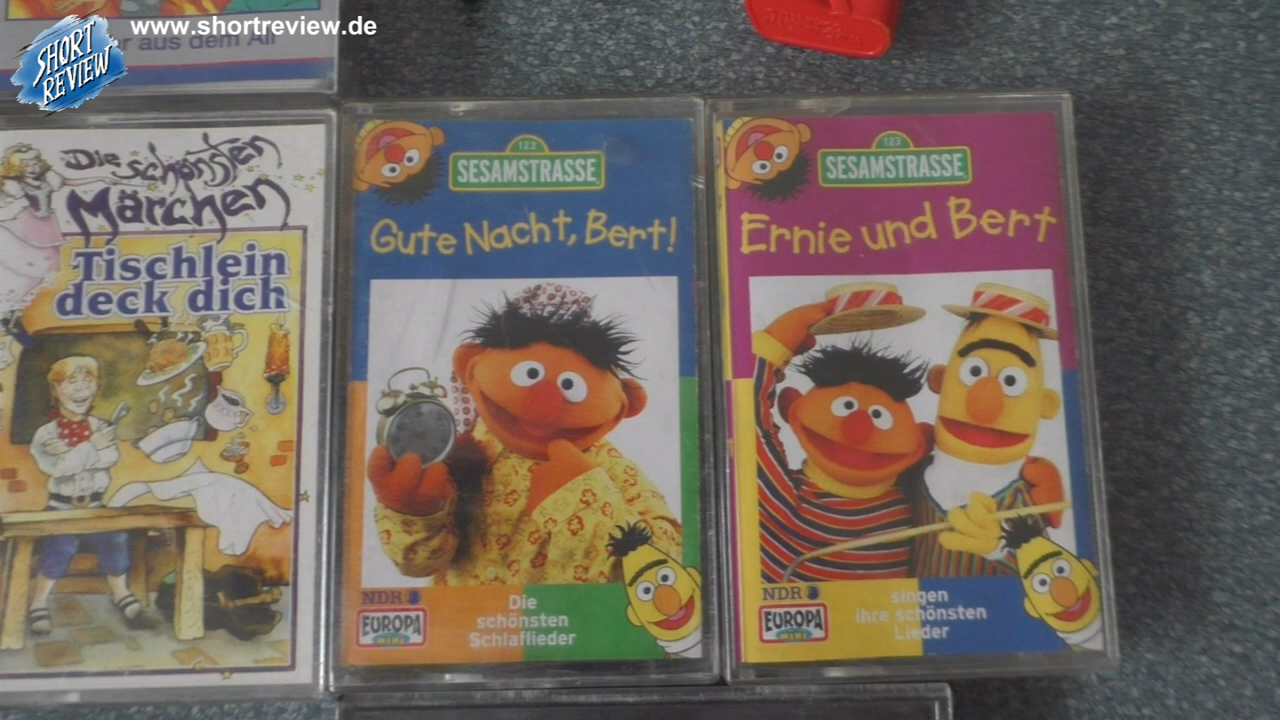 www.shortreview.de
SHORT
REVIEW
aus dem All
Die schönsten
Märchen
Tischlein
deck dich
123
SESAMSTRASSE
Gute Nacht, Bert!
NDR
EUROPA
MINI
Die
schönsten
Schlaflieder
123
SESAMSTRASSE
Ernie und Bert
NDR
EUROPA
MINI
singen
ihre schönsten
Lieder